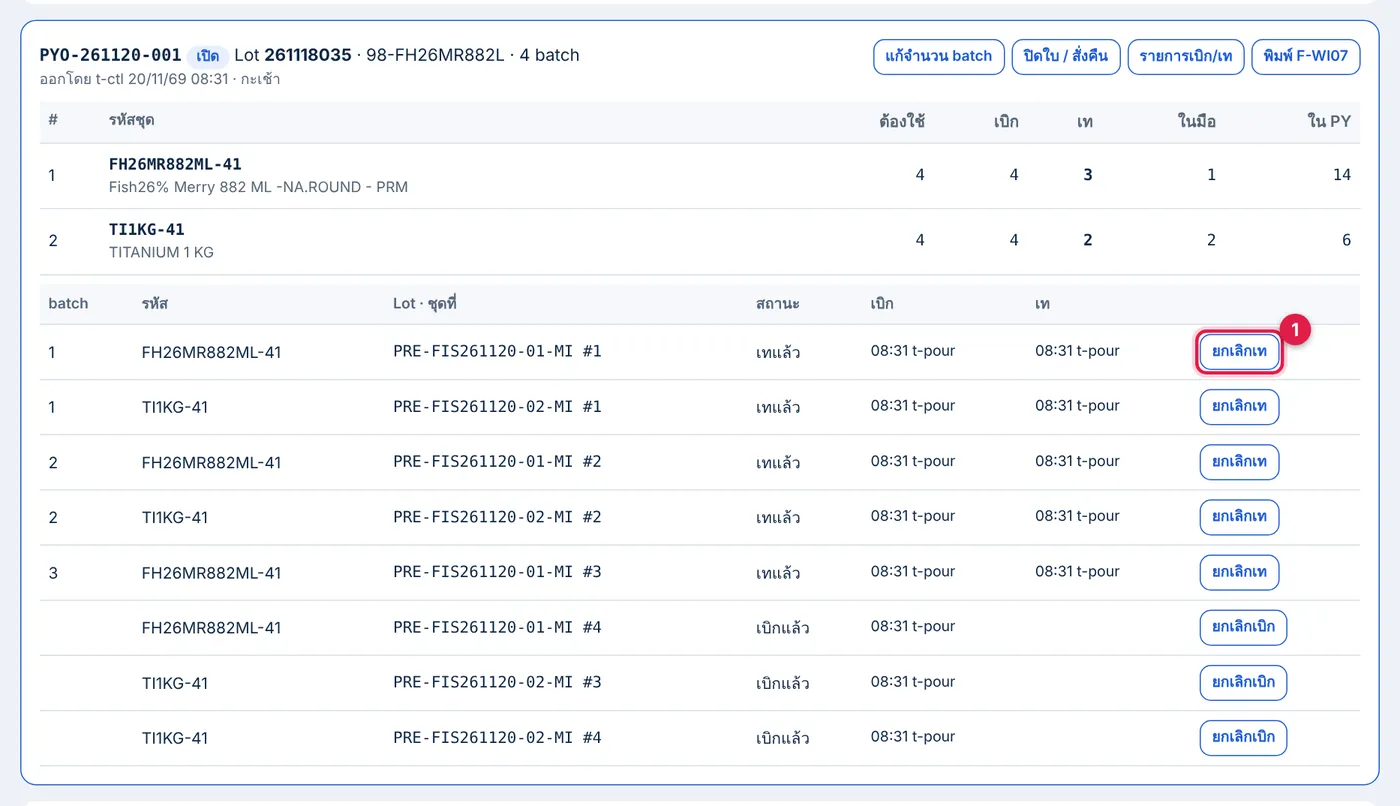 PYO-261120-001 เปิด Lot 261118035 · 98-FH26MR882L · 4 batch
แก้จำนวน batch ปิดใบ / สั่งคืน รายการเบิก/เท พิมพ์ F-WI07
ออกโดย t-ctl 20/11/69 08:31 · กะเช้า
# รหัสชุด ต้องใช้ เบิก เท ในมือ ใน PY
1 FH26MR882ML-41 4 4 3 1 14
Fish26% Merry 882 ML -NA.ROUND - PRM
2 TI1KG-41 4 4 2 2 6
TITANIUM 1 KG
batch รหัส Lot · ชุดที่ สถานะ เบิก เท
1
1 FH26MR882ML-41 PRE-FIS261120-01-MI #1 เทแล้ว 08:31 t-pour 08:31 t-pour ยกเลิกเท
1 TI1KG-41 PRE-FIS261120-02-MI #1 เทแล้ว 08:31 t-pour 08:31 t-pour ยกเลิกเท
2 FH26MR882ML-41 PRE-FIS261120-01-MI #2 เทแล้ว 08:31 t-pour 08:31 t-pour ยกเลิกเท
2 TI1KG-41 PRE-FIS261120-02-MI #2 เทแล้ว 08:31 t-pour 08:31 t-pour ยกเลิกเท
3 FH26MR882ML-41 PRE-FIS261120-01-MI #3 เทแล้ว 08:31 t-pour 08:31 t-pour ยกเลิกเท
FH26MR882ML-41 PRE-FIS261120-01-MI #4 เบิกแล้ว 08:31 t-pour ยกเลิกเบิก
TI1KG-41 PRE-FIS261120-02-MI #3 เบิกแล้ว 08:31 t-pour ยกเลิกเบิก
TI1KG-41 PRE-FIS261120-02-MI #4 เบิกแล้ว 08:31 t-pour ยกเลิกเบิก